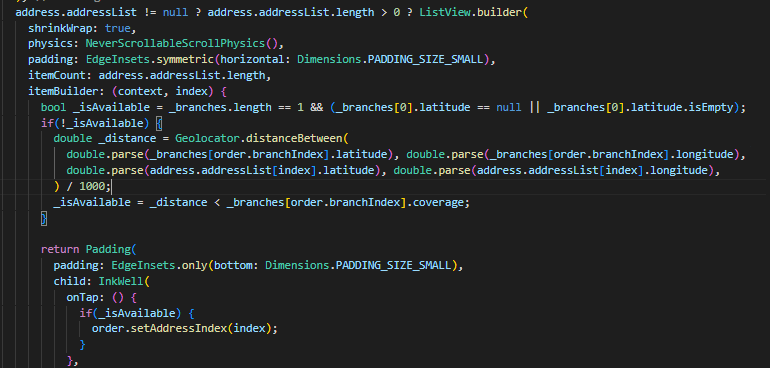 address.addressList != null ? address.addressList.length > 0 ? ListView.builder(
shrinkWrap: true,
physics: NeverScrollableScrollPhysics(),
padding: EdgeInsets.symmetric(horizontal: Dimensions.PADDING_SIZE_SMALL),
itemCount: address.addressList.length,
itemBuilder: (context, index) {
bool _isAvailable = _branches.length == 1 && (_branches[0].latitude == null || _branches[0].latitude.isEmpty);
if(!_isAvailable) {
double _distance = Geolocator.distanceBetween(
double.parse(_branches[order.branchIndex].latitude), double.parse(_branches[order.branchIndex].longitude),
double.parse(address.addressList[index].latitude), double.parse(address.addressList[index].longitude),
) / 1000;
_isAvailable = _distance < _branches[order.branchIndex].coverage;
}
return Padding(
padding: EdgeInsets.only(bottom: Dimensions.PADDING_SIZE_SMALL),
child: InkWell(
onTap: () {
if(_isAvailable) {
order.setAddressIndex(index);
}
},